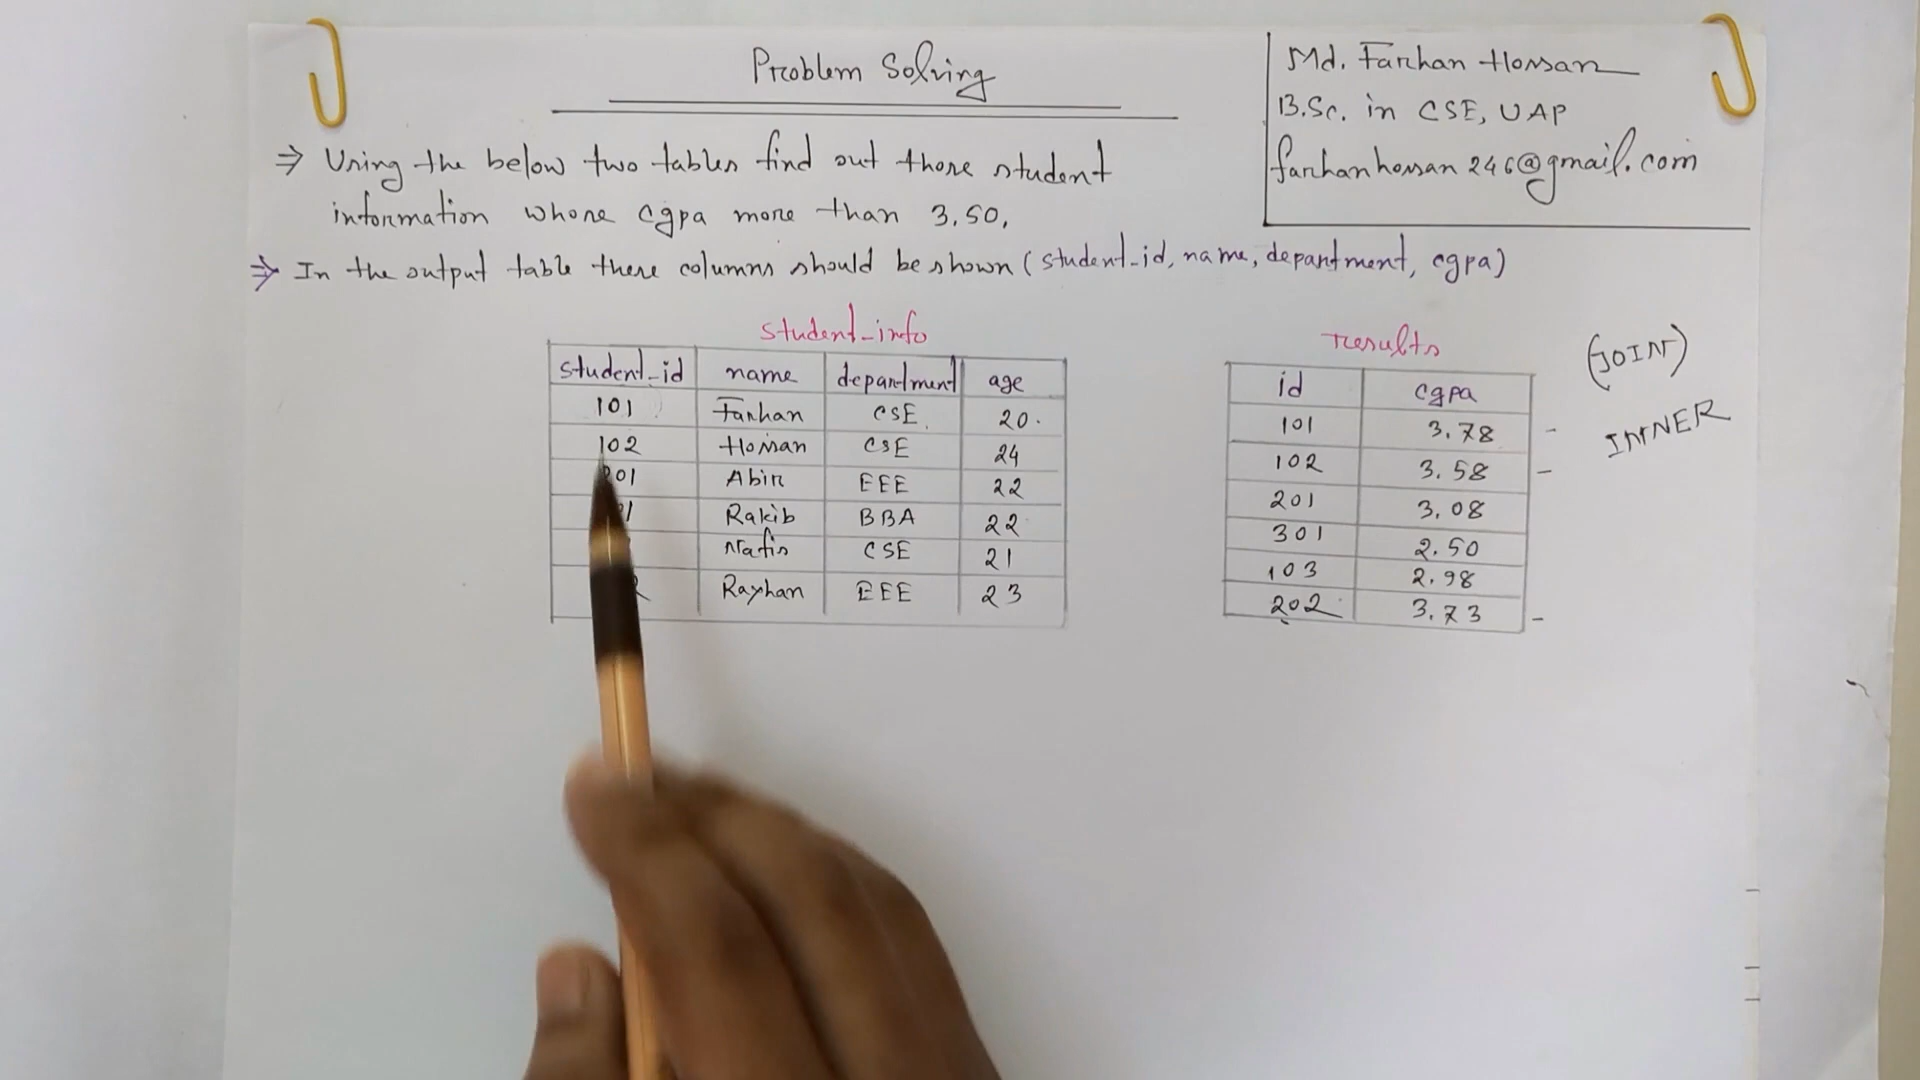 Problem Solving
Md. Farhan Hossan
B.Sc. in CSE, UAP
farhanhossan246@gmail.com
⇒ Using the below two tables find out those student
information whose cgpa more than 3.50.
⇒ In the output table these columns should be shown (student_id, name, department, cgpa)
student_info
student_id name department age
101 Farhan CSE 20
102 Hossan CSE 24
201 Abir EEE 22
Rakib BBA 22
Nafis CSE 21
Rayhan EEE 23
results
id cgpa
101 3.78
102 3.58
201 3.08
301 2.50
103 2.98
202 3.73
(JOIN)
INNER